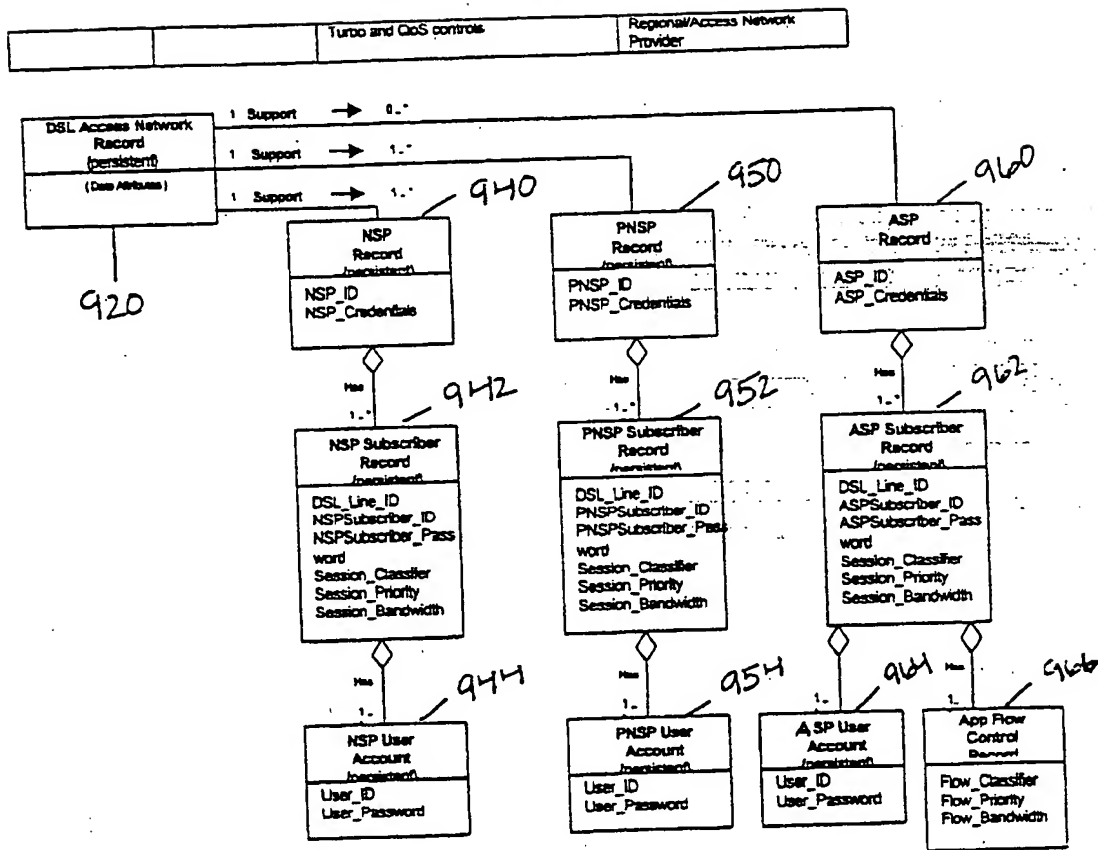 Turbo and QoS controls
Regional/Access Network
Provider
1 Support 0..*
DSL Access Network
Record
(persistent)
(Data Attributes)
1 Support 1..*
1 Support 1..*
920
940
950
960
NSP
Record
(persistent)
NSP_ID
NSP_Credentials
PNSP
Record
(persistent)
PNSP_ID
PNSP_Credentials
ASP
Record
ASP_ID
ASP_Credentials
Has
1..*
942
Has
1..*
952
Has
1..*
962
NSP Subscriber
Record
(persistent)
DSL_Line_ID
NSPSubscriber_ID
NSPSubscriber_Pass
word
Session_Classifier
Session_Priority
Session_Bandwidth
PNSP Subscriber
Record
(persistent)
DSL_Line_ID
PNSPSubscriber_ID
PNSPSubscriber_Pas
word
Session_Classifier
Session_Priority
Session_Bandwidth
ASP Subscriber
Record
(persistent)
DSL_Line_ID
ASPSubscriber_ID
ASPSubscriber_Pass
word
Session_Classifier
Session_Priority
Session_Bandwidth
Has
1..
944
Has
1..
954
1..
964
Has
1..
966
NSP User
Account
(persistent)
User_ID
User_Password
PNSP User
Account
(persistent)
User_ID
User_Password
ASP User
Account
(persistent)
User_ID
User_Password
App Flow
Control
Record
Flow_Classifier
Flow_Priority
Flow_Bandwidth